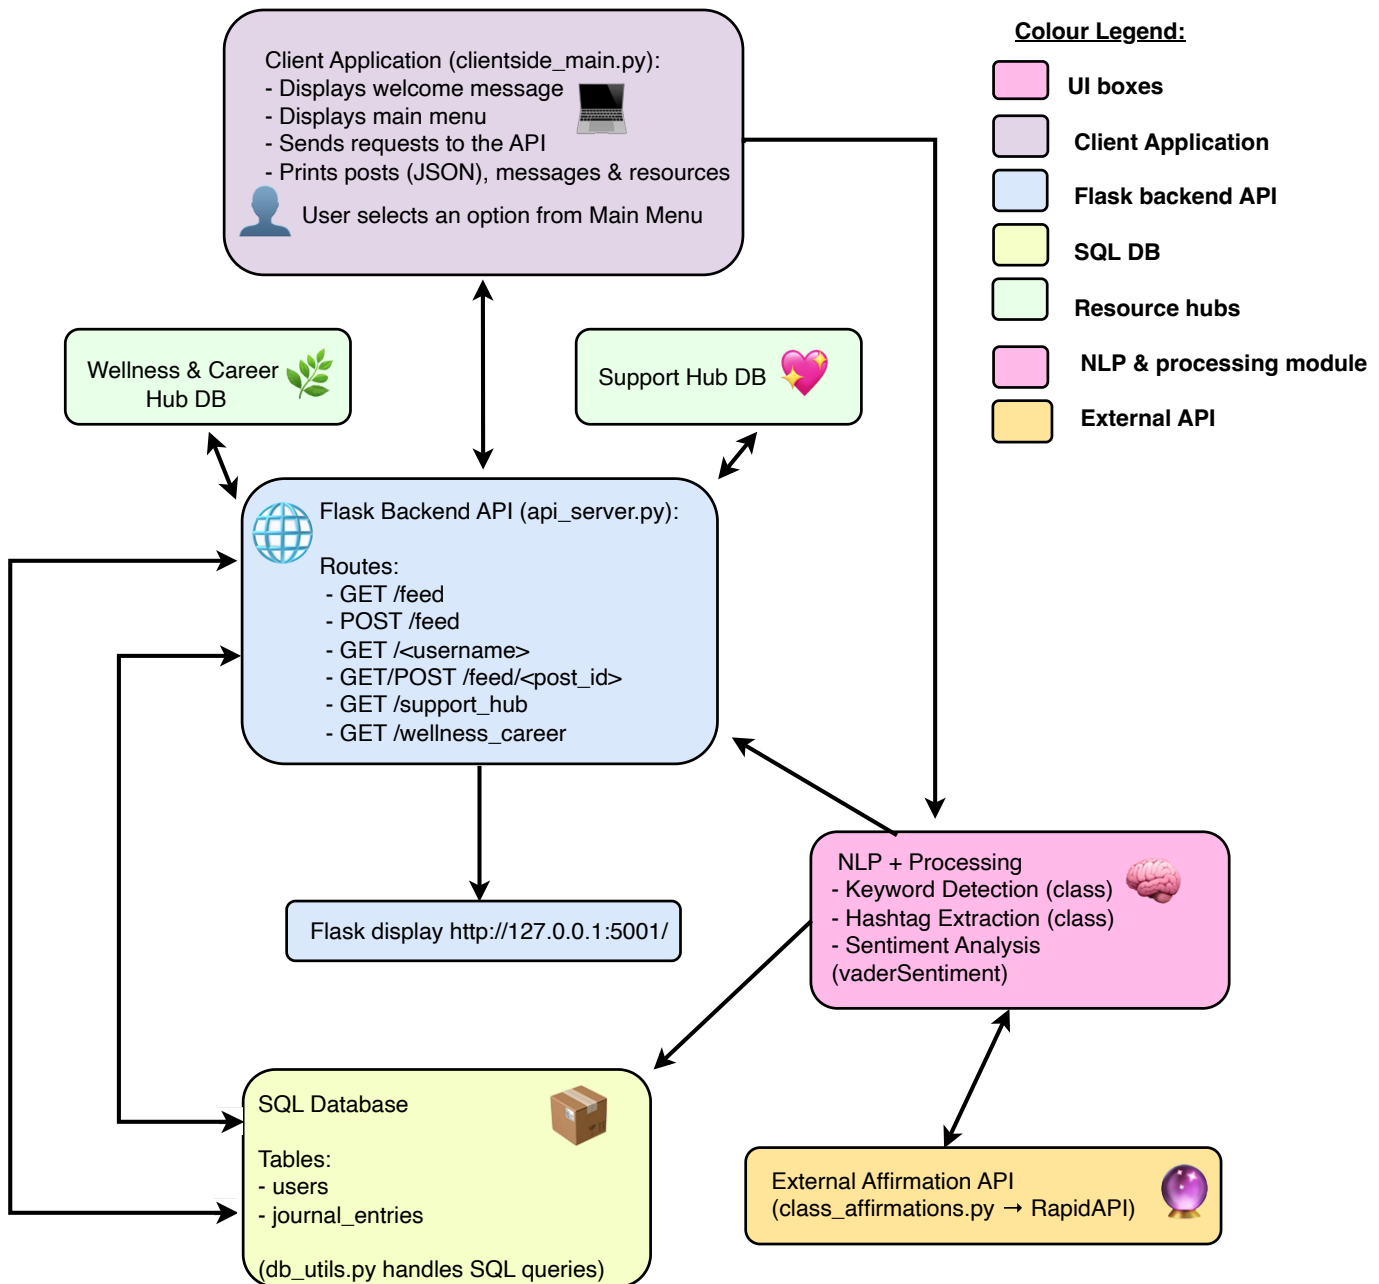 Client Application (clientside_main.py):
- Displays welcome message
- Displays main menu
- Sends requests to the API
- Prints posts (JSON), messages & resources
User selects an option from Main Menu
Colour Legend:
UI boxes
Client Application
Flask backend API
SQL DB
Resource hubs
NLP & processing module
External API
Wellness & Career
Hub DB
Support Hub DB
Flask Backend API (api_server.py):
Routes:
- GET /feed
- POST /feed
- GET /<username>
- GET/POST /feed/<post_id>
- GET /support_hub
- GET /wellness_career
Flask display http://127.0.0.1:5001/
NLP + Processing
- Keyword Detection (class)
- Hashtag Extraction (class)
- Sentiment Analysis
(vaderSentiment)
SQL Database
Tables:
- users
- journal_entries
(db_utils.py handles SQL queries)
External Affirmation API
(class_affirmations.py → RapidAPI)